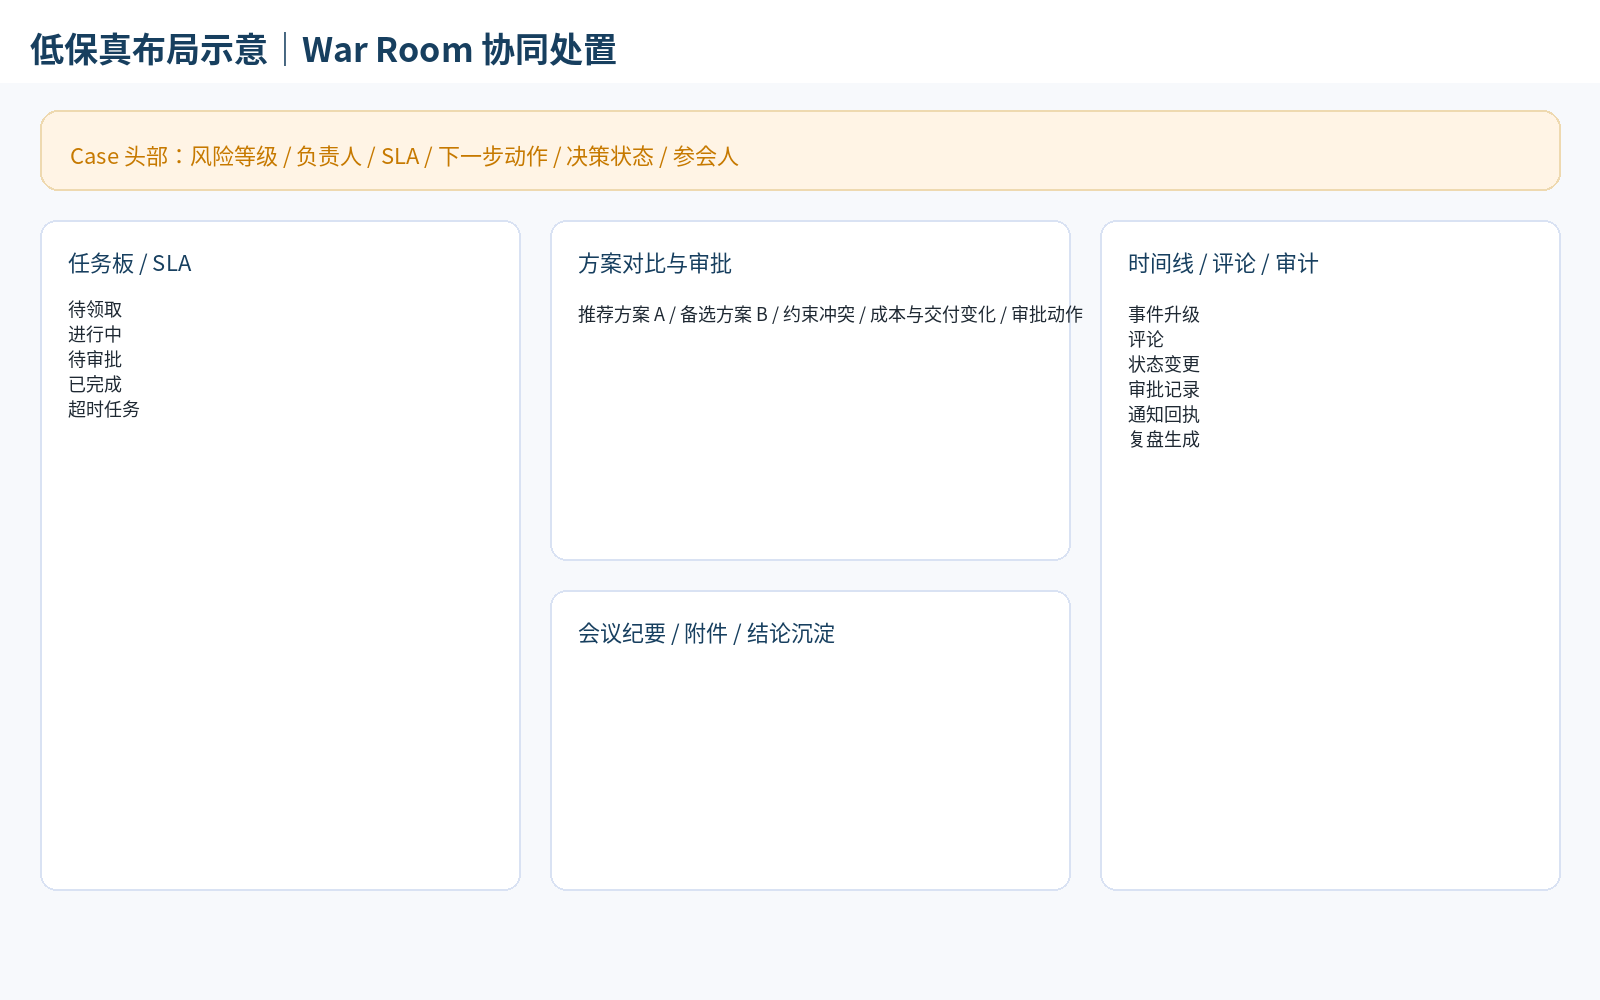 低保真布局示意｜War Room 协同处置
Case 头部：风险等级 / 负责人 / SLA / 下一步动作 / 决策状态 / 参会人
任务板 / SLA
待领取
进行中
待审批
已完成
超时任务
方案对比与审批
推荐方案 A / 备选方案 B / 约束冲突 / 成本与交付变化 / 审批动作
会议纪要 / 附件 / 结论沉淀
时间线 / 评论 / 审计
事件升级
评论
状态变更
审批记录
通知回执
复盘生成